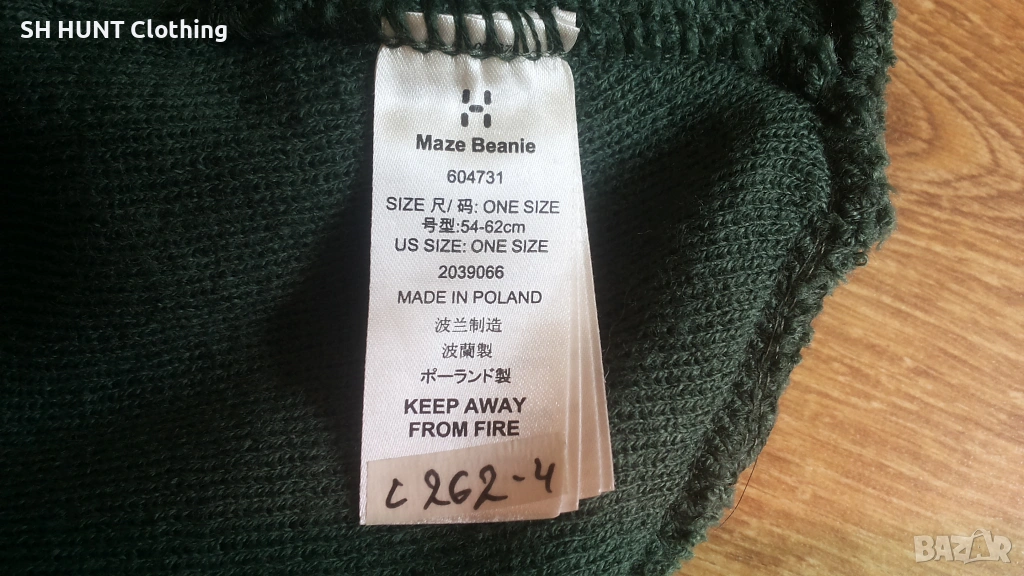 SH HUNT Clothing
Maze Beanie
604731
SIZE 尺/ 码: ONE SIZE
号型:54-62cm
US SIZE: ONE SIZE
2039066
MADE IN POLAND
波兰制造
波蘭製
ポーランド製
KEEP AWAY
FROM FIRE
с 262-4
BAZAR